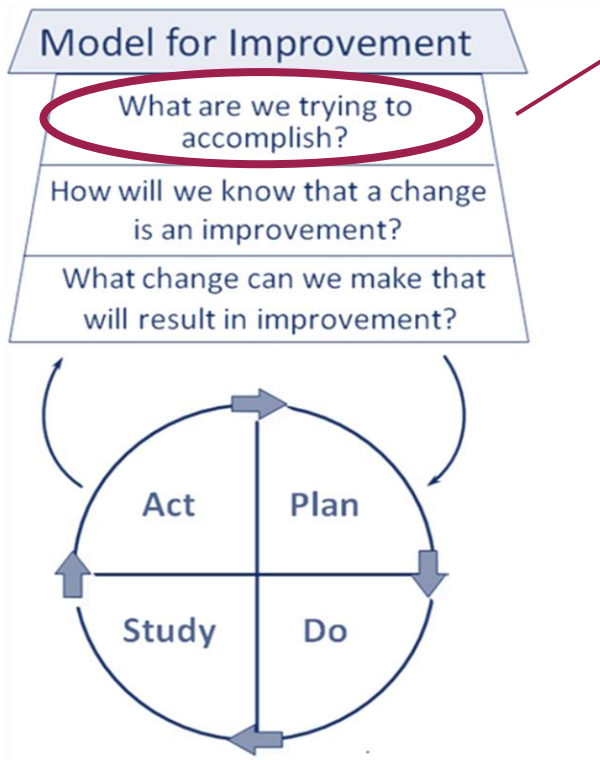 Model for Improvement
What are we trying to
accomplish?
How will we know that a change
is an improvement?
What change can we make that
will result in improvement?
Act
Plan
Study
Do